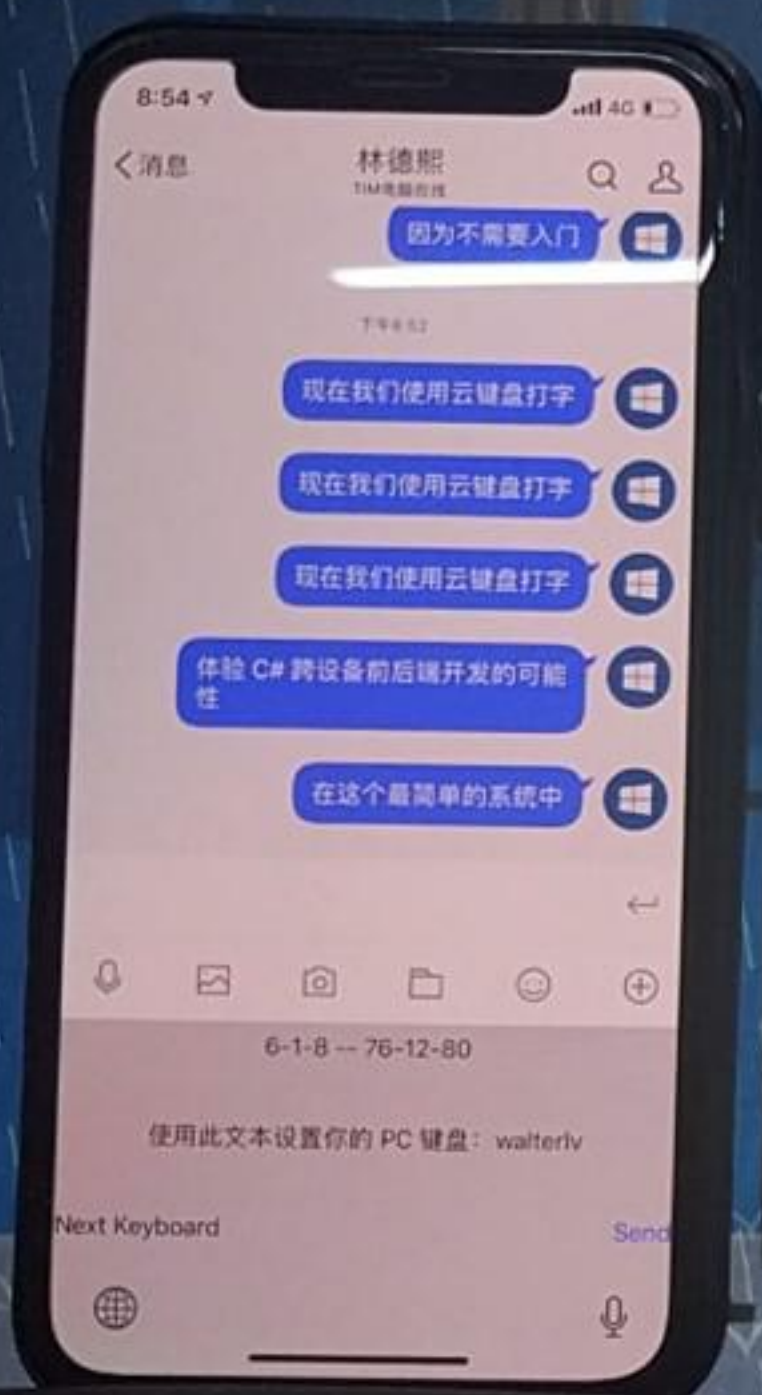 8:54
4G
消息
林德熙
TIM电脑在线
因为不需要入门
现在我们使用云键盘打字
现在我们使用云键盘打字
现在我们使用云键盘打字
体验 C# 跨设备前后端开发的可能
性
在这个最简单的系统中
6-1-8 -- 76-12-80
使用此文本设置你的 PC 键盘：walterlv
Next Keyboard
Send